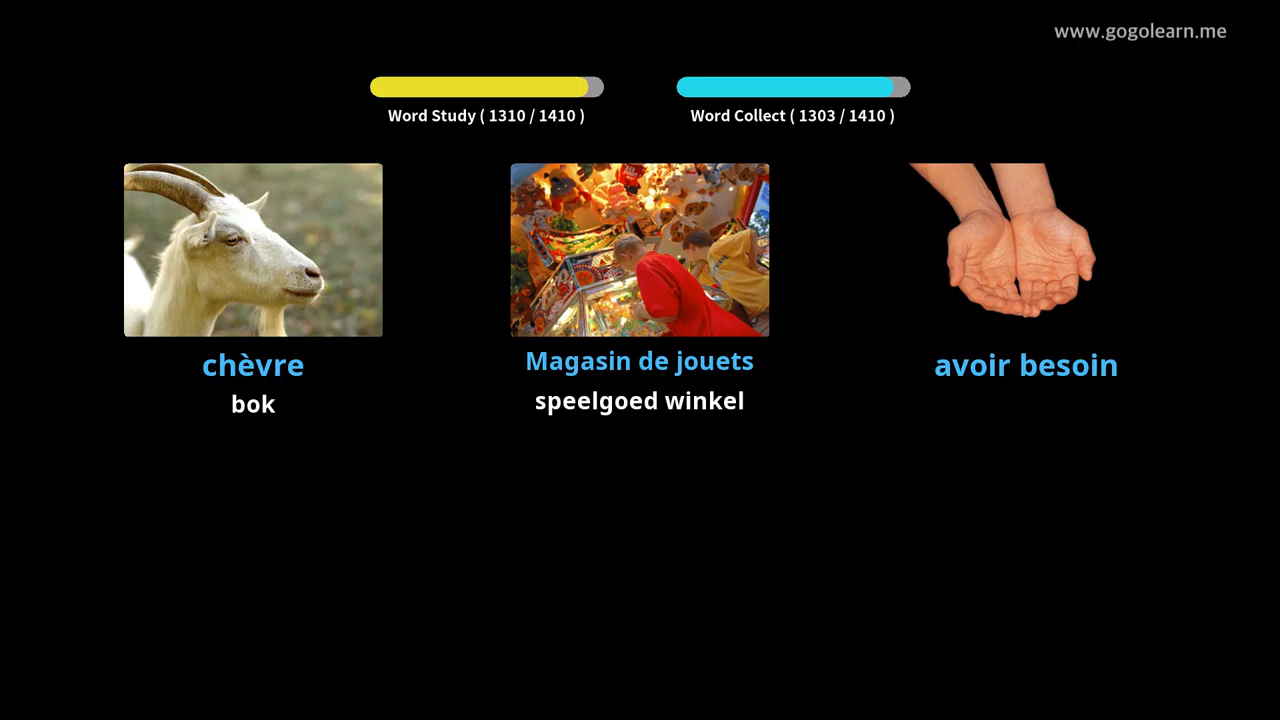 www.gogolearn.me
Word Study ( 1310 / 1410 )
Word Collect ( 1303 / 1410 )
chèvre
bok
Magasin de jouets
speelgoed winkel
avoir besoin